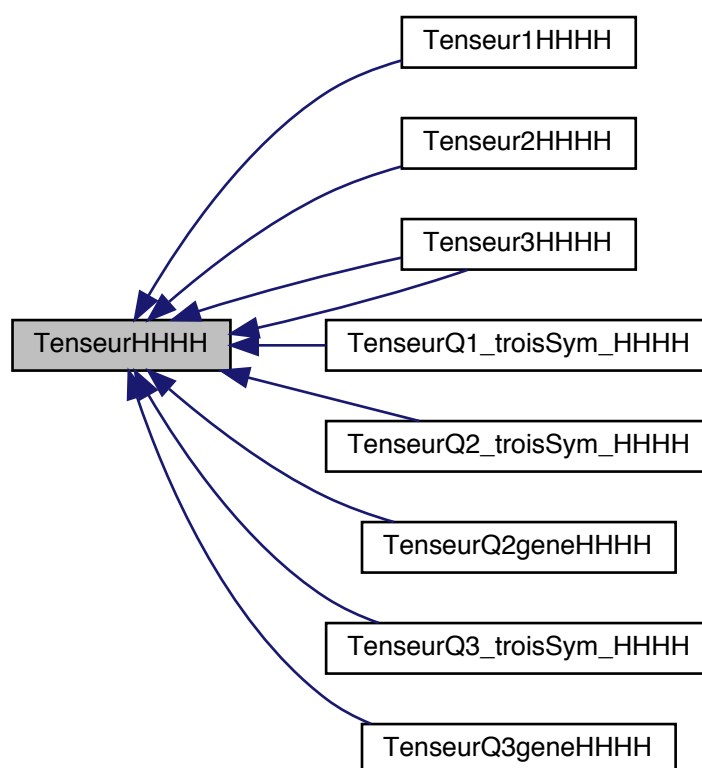 Tenseur1HHHH
Tenseur2HHHH
Tenseur3HHHH
TenseurHHHH
TenseurQ1_troisSym_HHHH
TenseurQ2_troisSym_HHHH
TenseurQ2geneHHHH
TenseurQ3_troisSym_HHHH
TenseurQ3geneHHHH